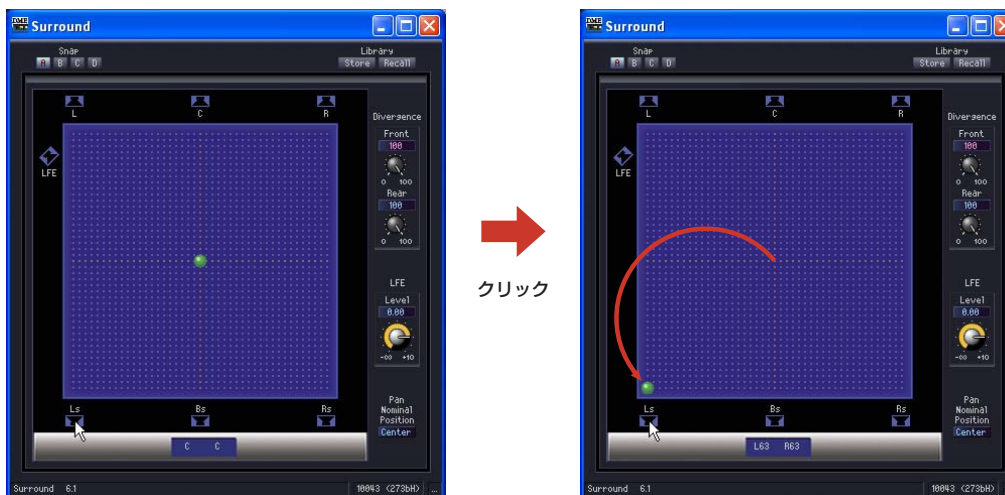 Surround
Snap
A B C D
Library
Store Recall
L C R
LFE
Divergence
Front
100
0 100
Rear
100
0 100
LFE
Level
0.00
-oo +10
Pan
Nominal
Position
Center
Ls Bs Rs
C C
Surround 6.1
10043 (273bH) ...
クリック
Surround
Snap
A B C D
Library
Store Recall
L C R
LFE
Divergence
Front
100
0 100
Rear
100
0 100
LFE
Level
0.00
-oo +10
Pan
Nominal
Position
Center
Ls Bs Rs
L63 R63
Surround 6.1
10043 (273bH)